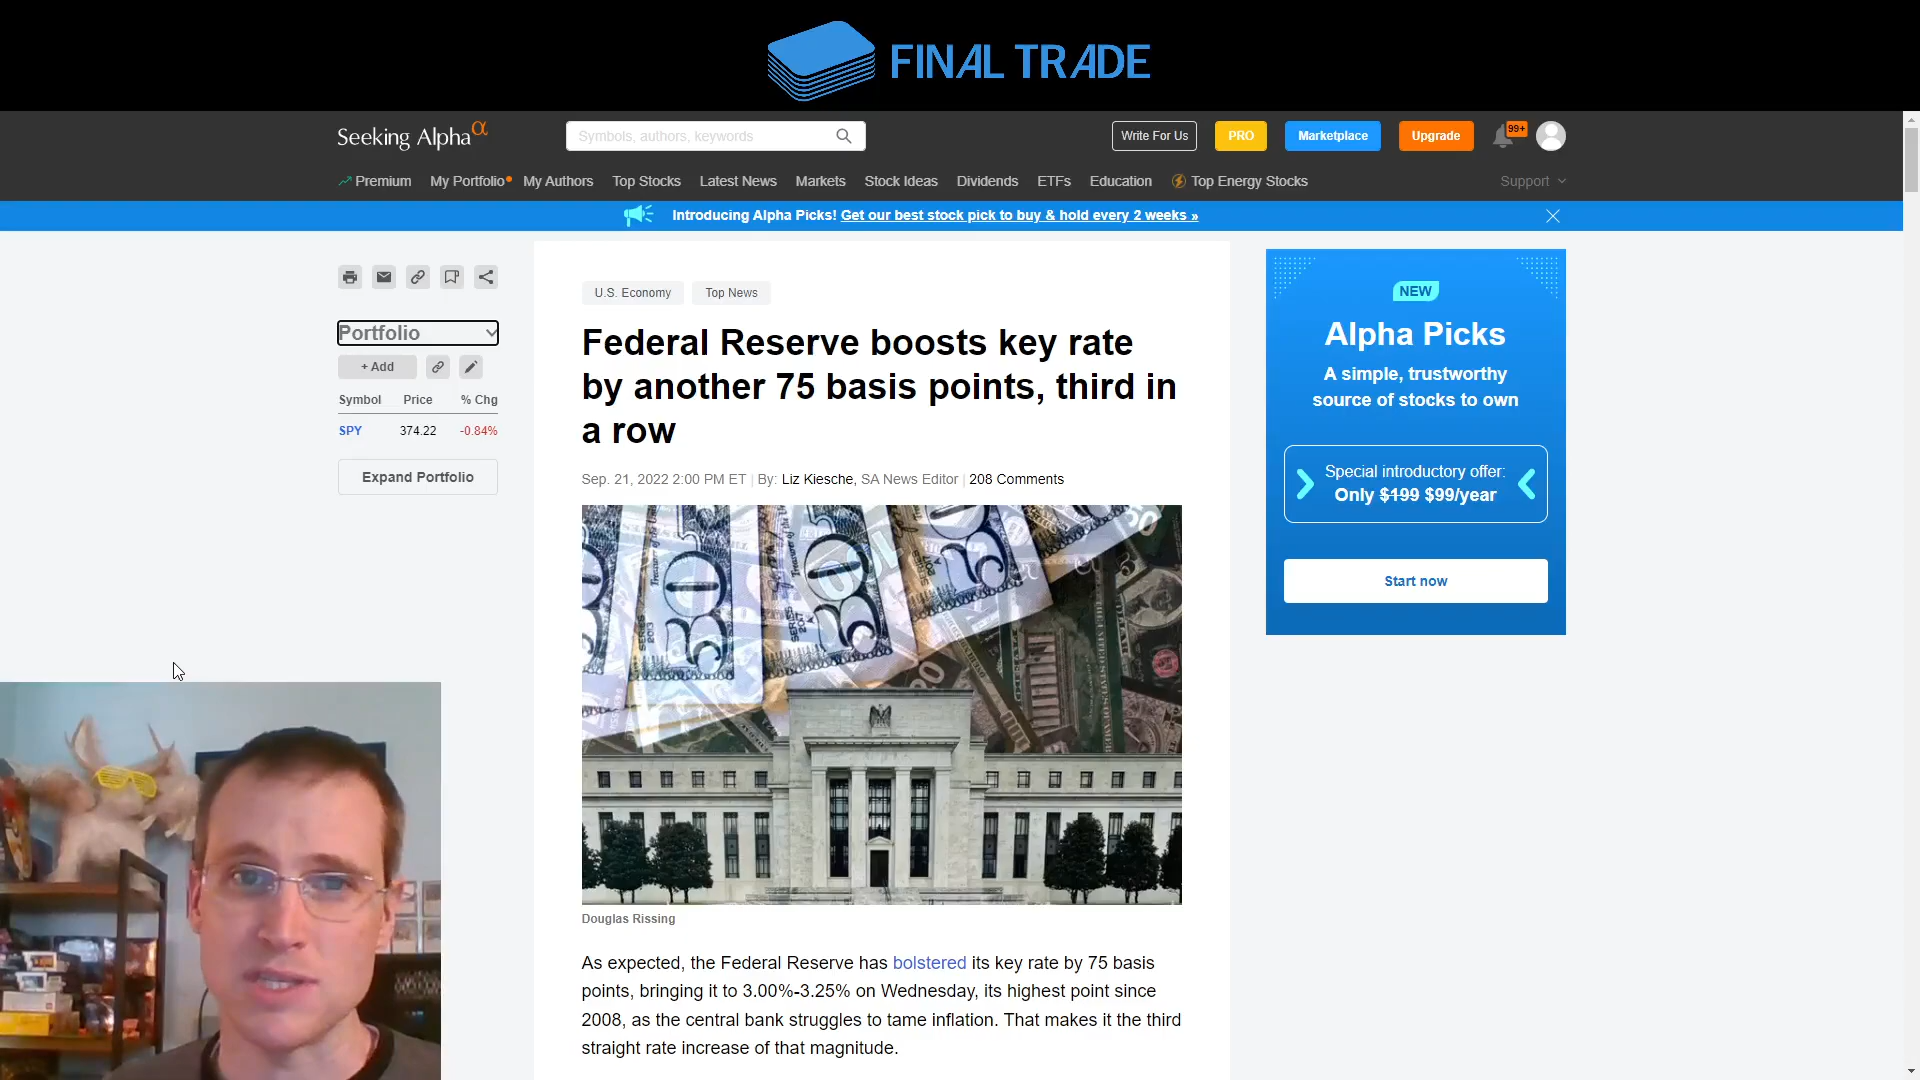 FINAL TRADE
Seeking Alpha α
Symbols, authors, keywords
Write For Us
PRO
Marketplace
Upgrade
99+
Premium
My Portfolio
My Authors
Top Stocks
Latest News
Markets
Stock Ideas
Dividends
ETFs
Education
Top Energy Stocks
Support
Introducing Alpha Picks! Get our best stock pick to buy & hold every 2 weeks »
Portfolio
+ Add
Symbol Price % Chg
SPY 374.22 -0.84%
Expand Portfolio
U.S. Economy
Top News
Federal Reserve boosts key rate
by another 75 basis points, third in
a row
Sep. 21, 2022 2:00 PM ET | By: Liz Kiesche, SA News Editor | 208 Comments
Douglas Rissing
As expected, the Federal Reserve has bolstered its key rate by 75 basis
points, bringing it to 3.00%-3.25% on Wednesday, its highest point since
2008, as the central bank struggles to tame inflation. That makes it the third
straight rate increase of that magnitude.
NEW
Alpha Picks
A simple, trustworthy
source of stocks to own
Special introductory offer:
Only $199 $99/year
Start now